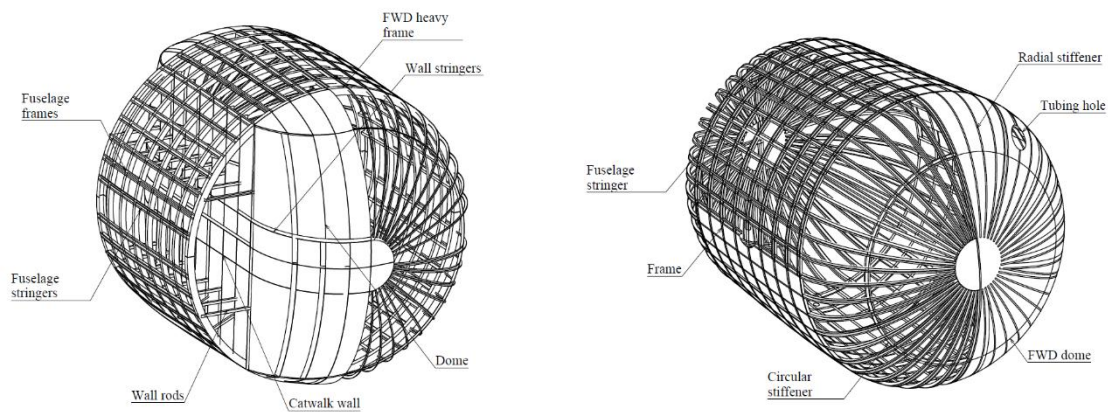 FWD heavy
frame
Wall stringers
Fuselage
frames
Fuselage
stringers
Wall rods
Catwalk wall
Dome
Radial stiffener
Tubing hole
Fuselage
stringer
Frame
Circular
stiffener
FWD dome